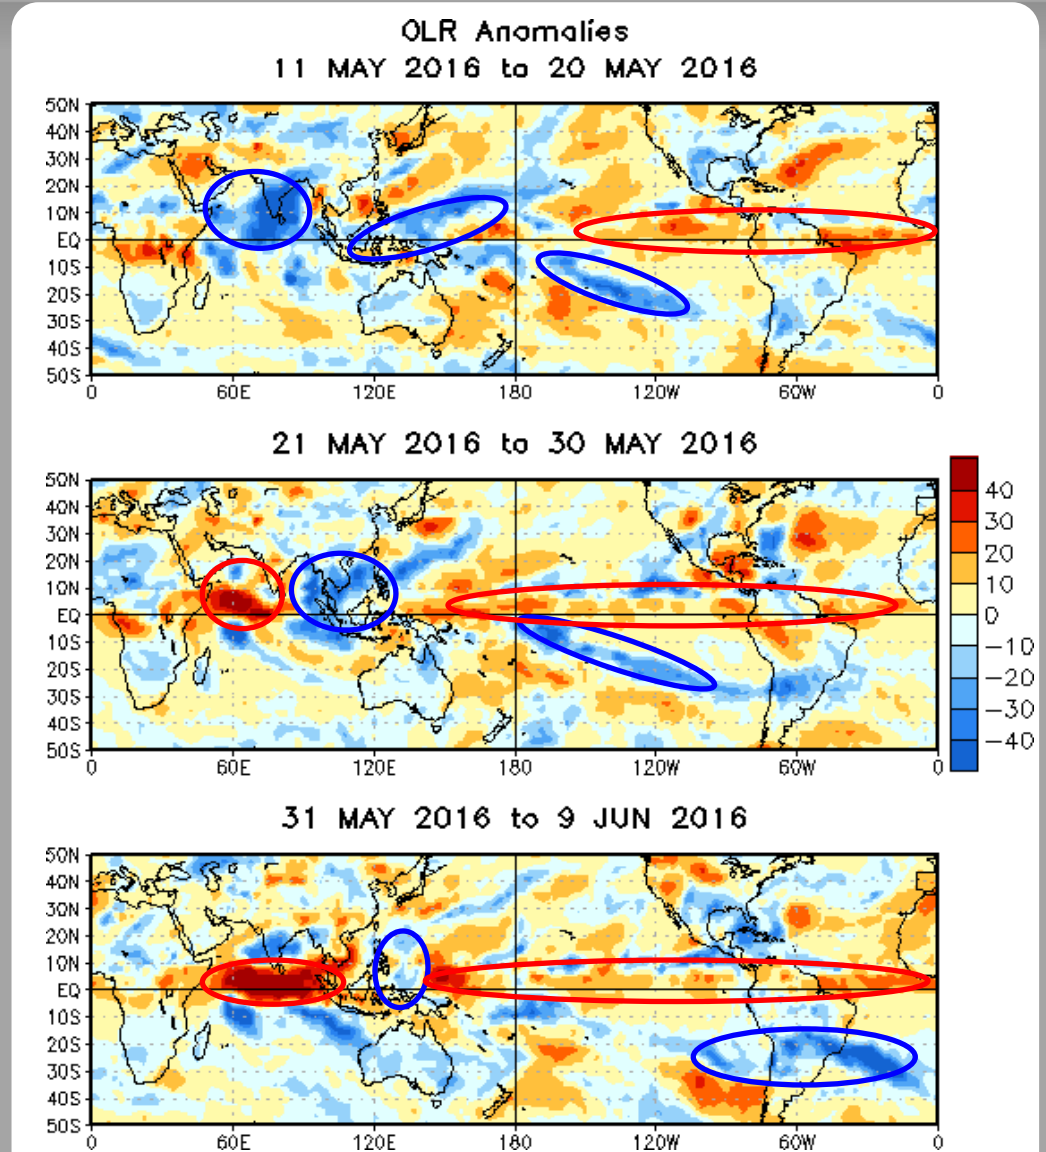 OLR Anomalies
11 MAY 2016 to 20 MAY 2016
50N
40N
30N
20N
10N
EQ
10S
20S
30S
40S
50S
0 60E 120E 180 120W 60W 0
21 MAY 2016 to 30 MAY 2016
50N
40N
30N
20N
10N
EQ
10S
20S
30S
40S
50S
0 60E 120E 180 120W 60W 0
40
30
20
10
0
−10
−20
−30
−40
31 MAY 2016 to 9 JUN 2016
50N
40N
30N
20N
10N
EQ
10S
20S
30S
40S
50S
0 60E 120E 180 120W 60W 0